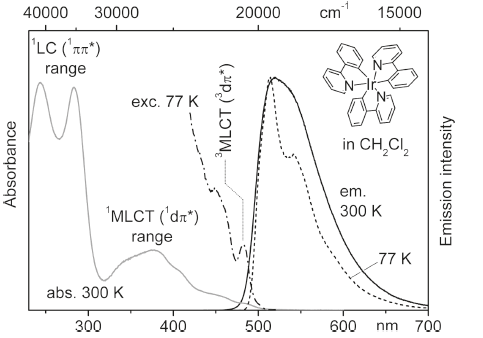 40000 30000 20000 cm⁻¹ 15000
¹LC (¹ππ*)
range
exc. 77 K
³MLCT (³dπ*)
N
N
Ir
N
in CH₂Cl₂
Absorbance
Emission intensity
¹MLCT (¹dπ*)
range
em.
300 K
77 K
abs. 300 K
300 400 500 600 nm 700